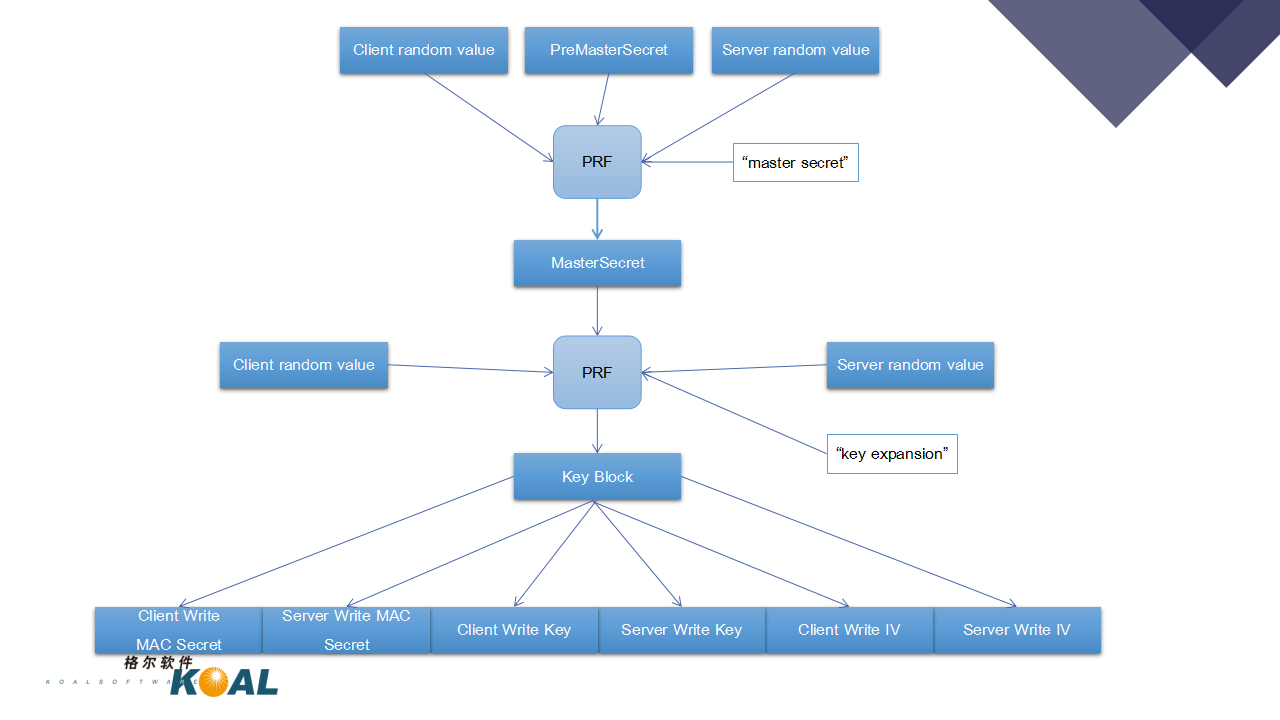 Client random value
PreMasterSecret
Server random value
PRF
“master secret”
MasterSecret
Client random value
PRF
Server random value
“key expansion”
Key Block
Client Write
MAC Secret
Server Write MAC
Secret
Client Write Key
Server Write Key
Client Write IV
Server Write IV
格尔软件
KOALSOFTWARE
KOAL